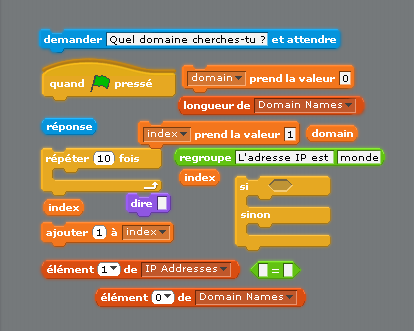 demander Quel domaine cherches-tu ? et attendre
quand pressé
domain prend la valeur 0
longueur de Domain Names
réponse
index prend la valeur 1
domain
répéter 10 fois
regroupe L'adresse IP est monde
index
si
sinon
index
dire
ajouter 1 à index
élément 1 de IP Addresses
=
élément 0 de Domain Names